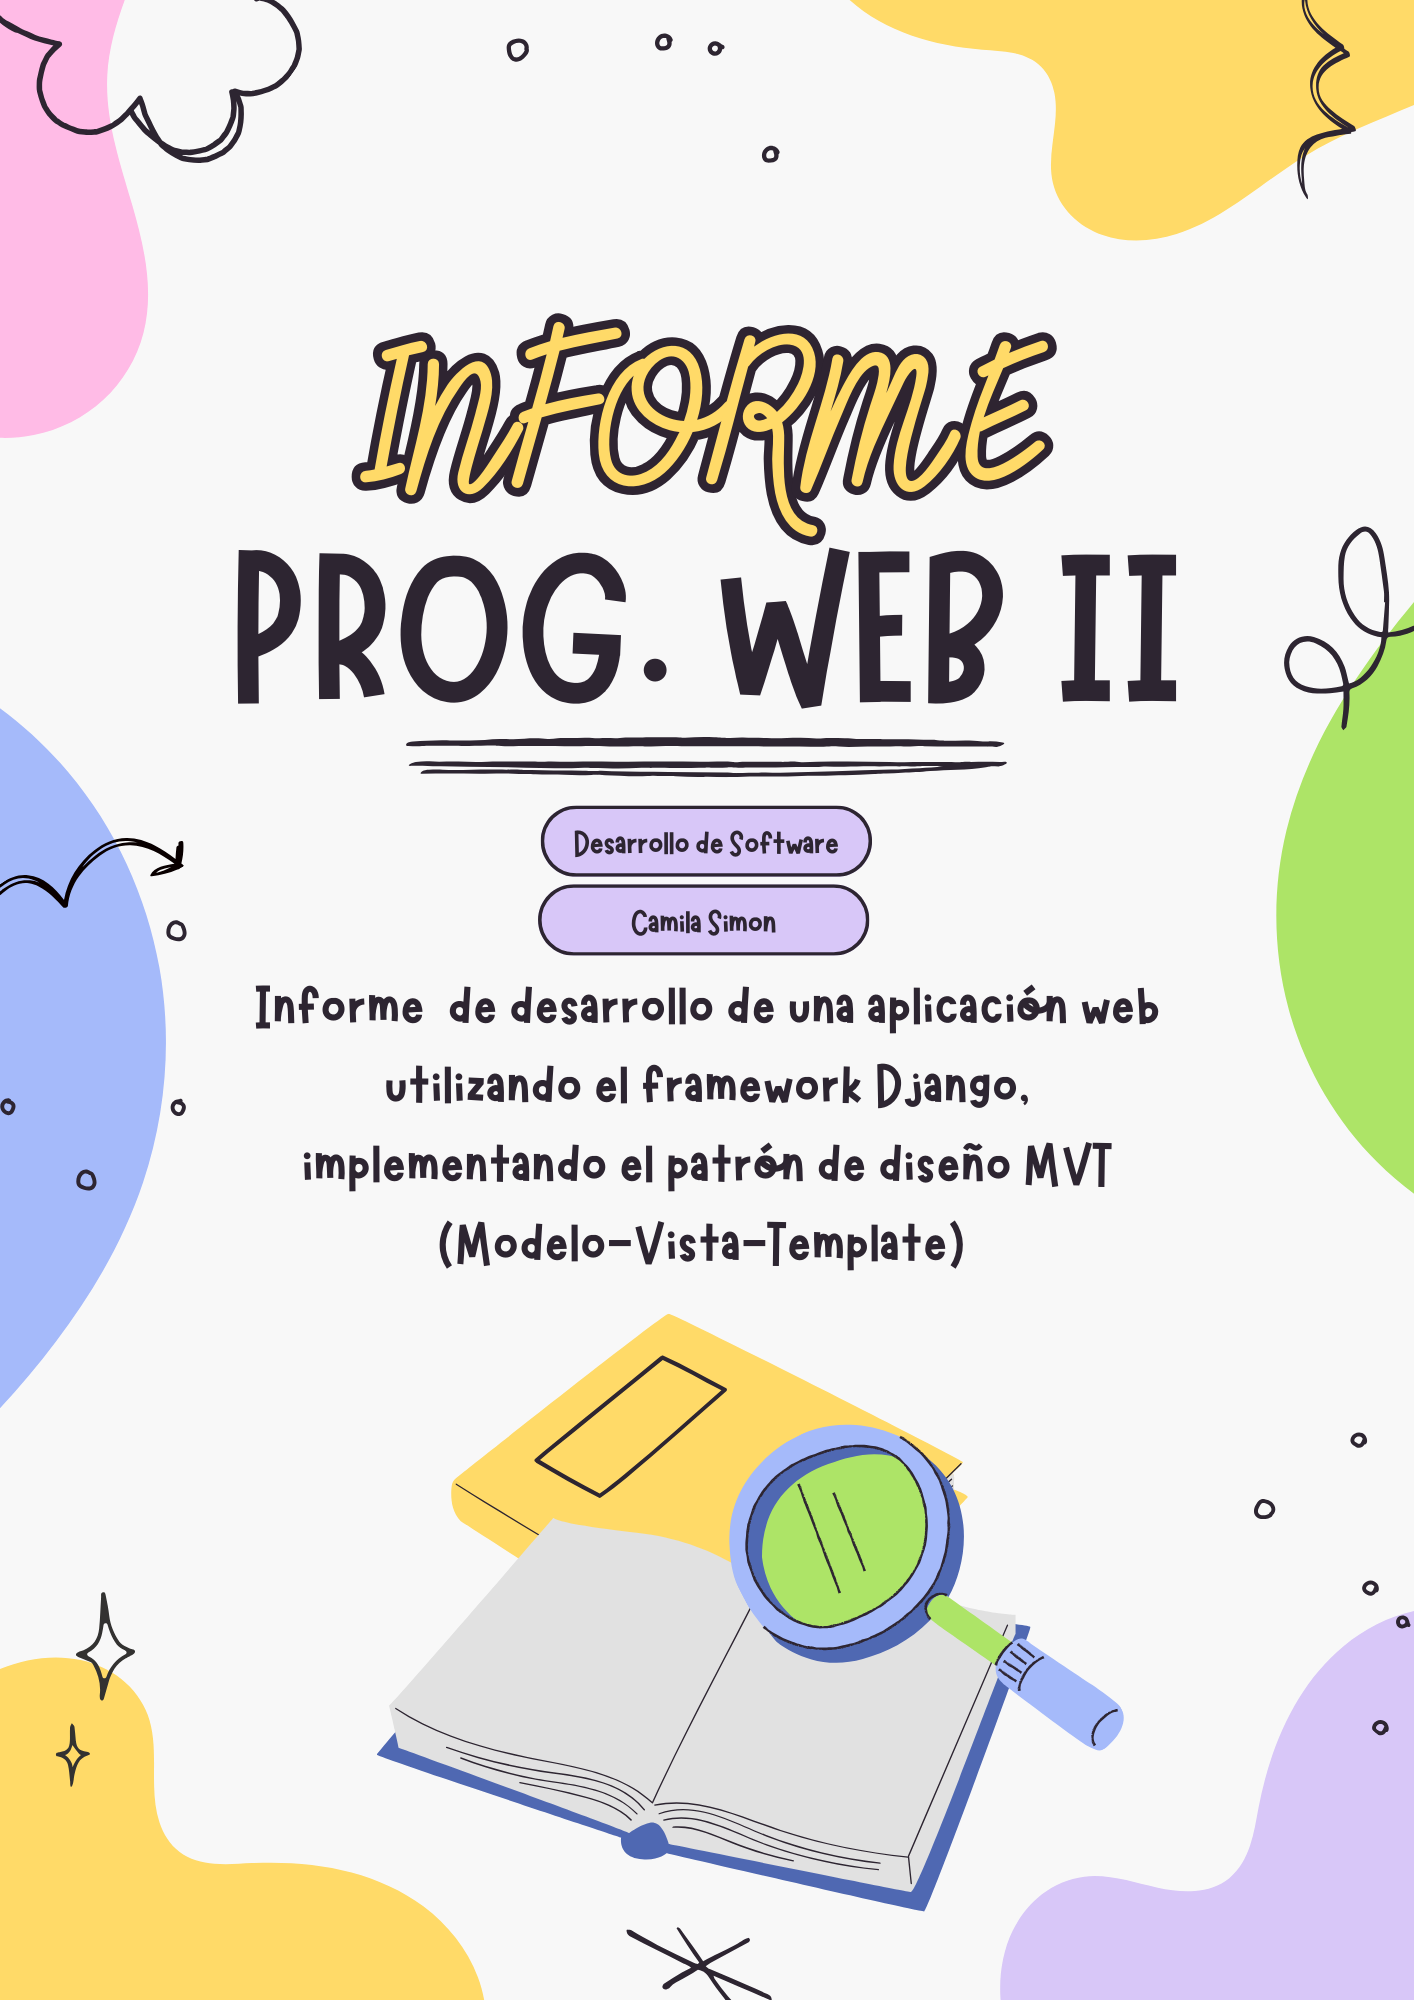 INFORME
PROG. WEB II
Desarrollo de Software
Camila Simon
Informe de desarrollo de una aplicación web
utilizando el framework Django,
implementando el patrón de diseño MVT
(Modelo-Vista-Template)